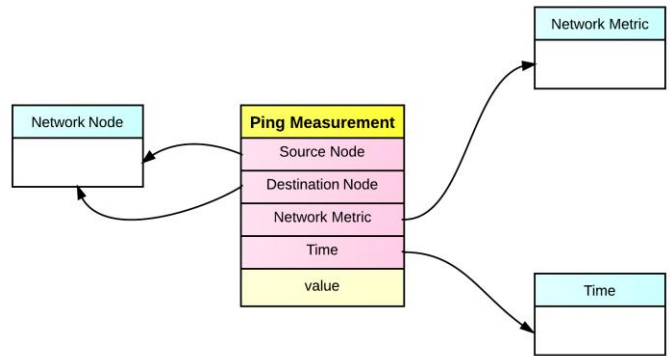 Network Metric
Network Node
Ping Measurement
Source Node
Destination Node
Network Metric
Time
value
Time